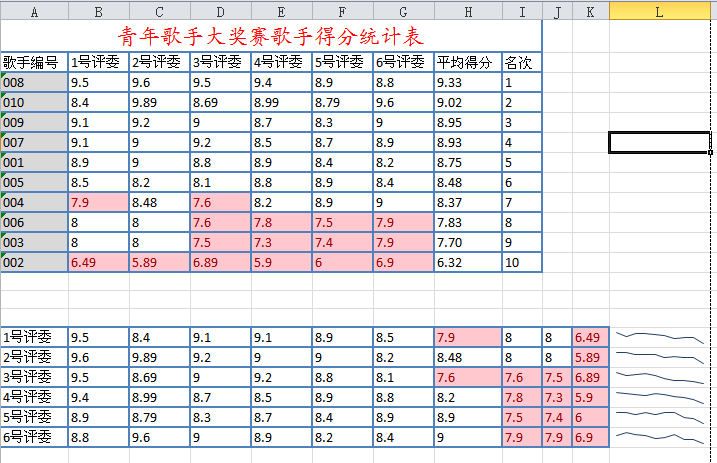 A B C D E F G H I J K L
青年歌手大奖赛歌手得分统计表
歌手编号 1号评委 2号评委 3号评委 4号评委 5号评委 6号评委 平均得分 名次
008 9.5 9.6 9.5 9.4 8.9 8.8 9.33 1
010 8.4 9.89 8.69 8.99 8.79 9.6 9.02 2
009 9.1 9.2 9 8.7 8.3 9 8.95 3
007 9.1 9 9.2 8.5 8.7 8.9 8.93 4
001 8.9 9 8.8 8.9 8.4 8.2 8.75 5
005 8.5 8.2 8.1 8.8 8.9 8.4 8.48 6
004 7.9 8.48 7.6 8.2 8.9 9 8.37 7
006 8 8 7.6 7.8 7.5 7.9 7.83 8
003 8 8 7.5 7.3 7.4 7.9 7.70 9
002 6.49 5.89 6.89 5.9 6 6.9 6.32 10
1号评委 9.5 8.4 9.1 9.1 8.9 8.5 7.9 8 8 6.49
2号评委 9.6 9.89 9.2 9 9 8.2 8.48 8 8 5.89
3号评委 9.5 8.69 9 9.2 8.8 8.1 7.6 7.6 7.5 6.89
4号评委 9.4 8.99 8.7 8.5 8.9 8.8 8.2 7.8 7.3 5.9
5号评委 8.9 8.79 8.3 8.7 8.4 8.9 8.9 7.5 7.4 6
6号评委 8.8 9.6 9 8.9 8.2 8.4 9 7.9 7.9 6.9